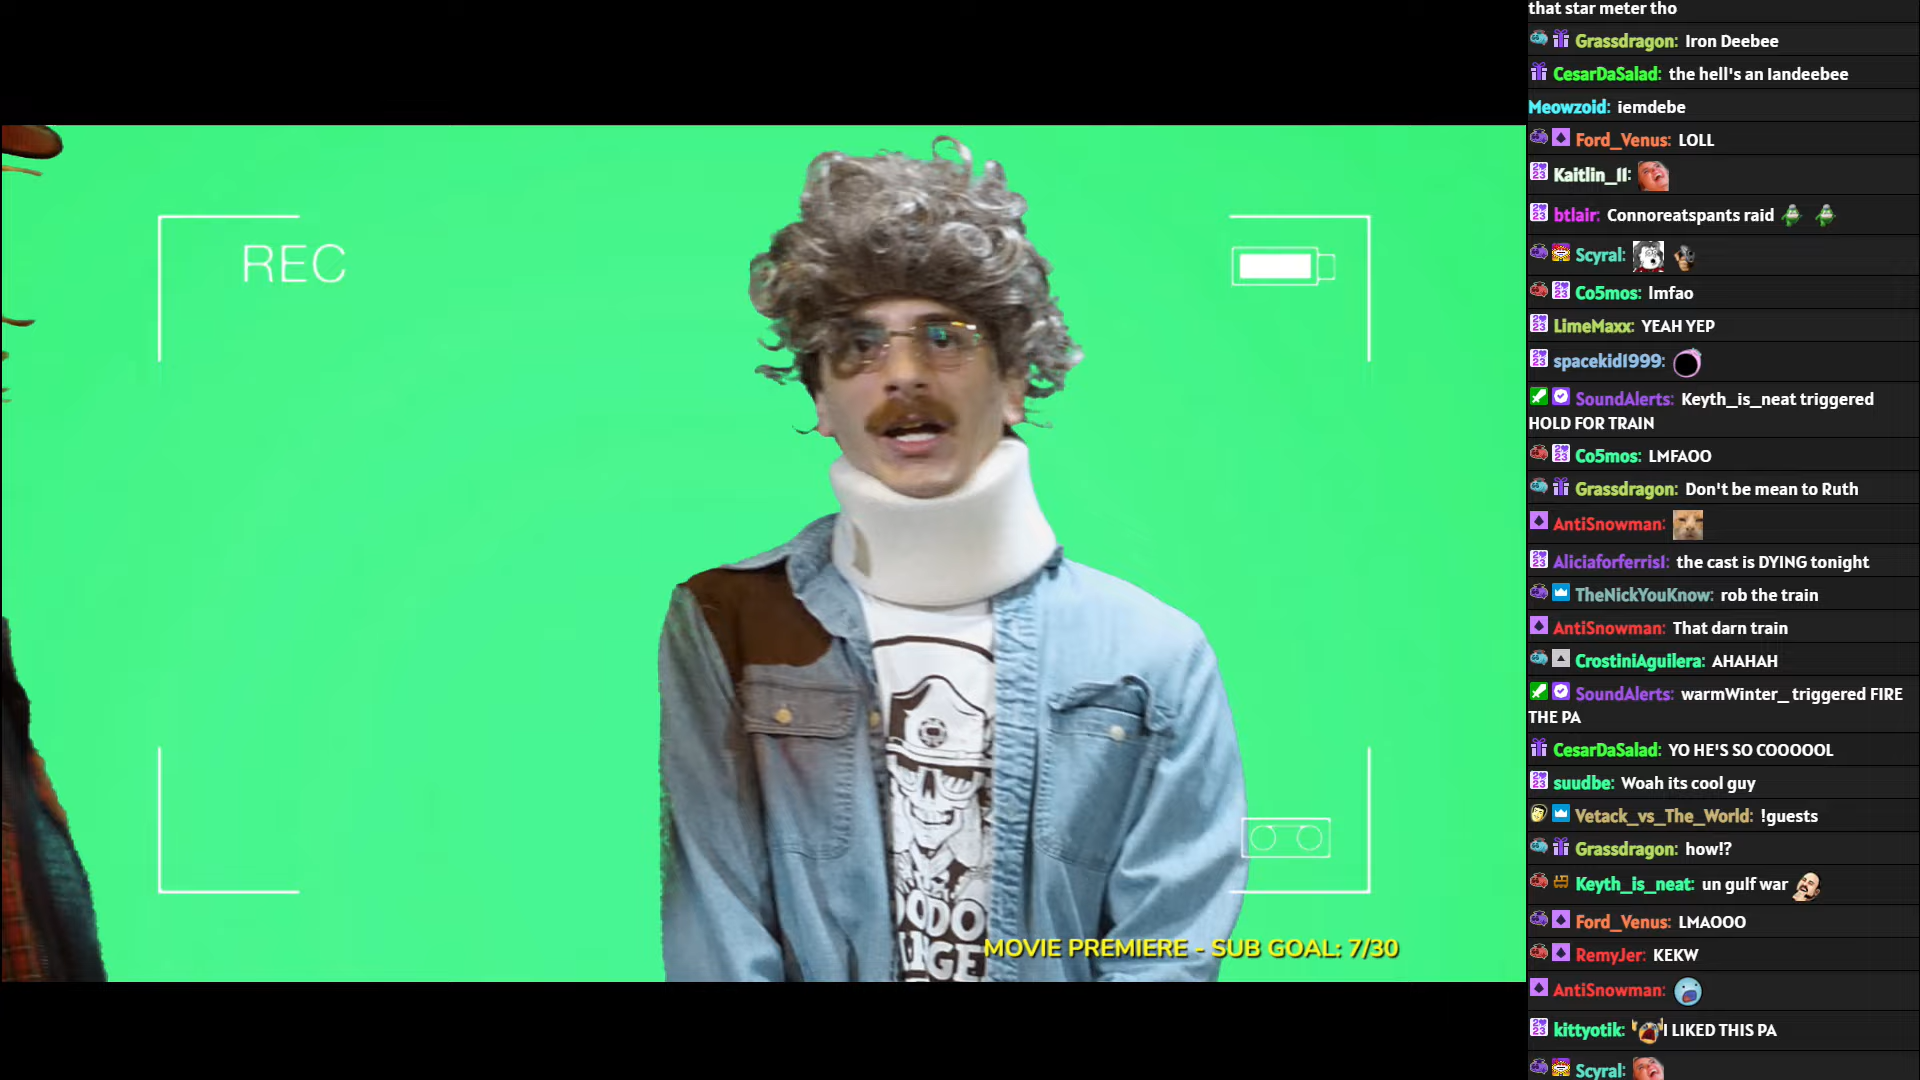 REC
MOVIE PREMIERE - SUB GOAL: 7/30
that star meter tho
Grassdragon: Iron Deebee
CesarDaSalad: the hell's an Iandeebee
Meowzoid: iemdebe
Ford_Venus: LOLL
Kaitlin_ll:
btlair: Connoreatspants raid
Scyral:
Co5mos: lmfao
LimeMaxx: YEAH YEP
spacekid1999:
SoundAlerts: Keyth_is_neat triggered
HOLD FOR TRAIN
Co5mos: LMFAOO
Grassdragon: Don't be mean to Ruth
AntiSnowman:
Aliciaforferris1: the cast is DYING tonight
TheNickYouKnow: rob the train
AntiSnowman: That darn train
CrostiniAguilera: AHAHAH
SoundAlerts: warmWinter_ triggered FIRE
THE PA
CesarDaSalad: YO HE'S SO COOOOOL
suudbe: Woah its cool guy
Vetack_vs_The_World: !guests
Grassdragon: how!?
Keyth_is_neat: un gulf war
Ford_Venus: LMAOOO
RemyJer: KEKW
AntiSnowman:
kittyotik: I LIKED THIS PA
Scyral: